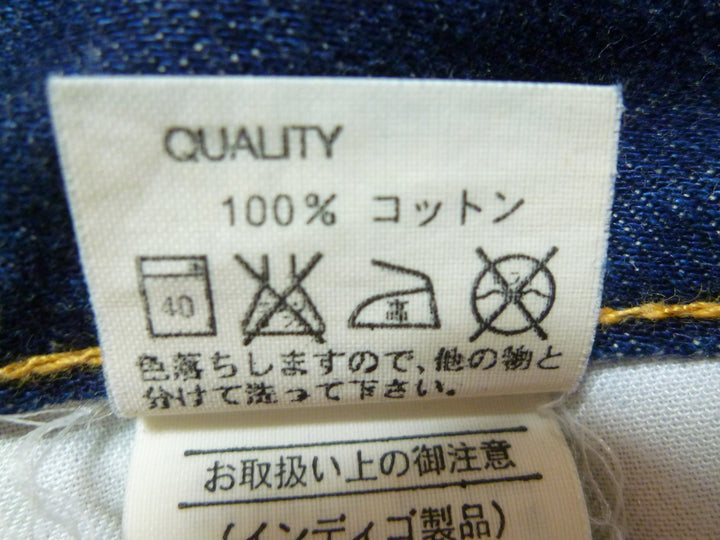 QUALITY
100% コットン
40 高
色落ちしますので、他の物と
分けて洗って下さい。
お取扱い上の御注意
(インディゴ製品)